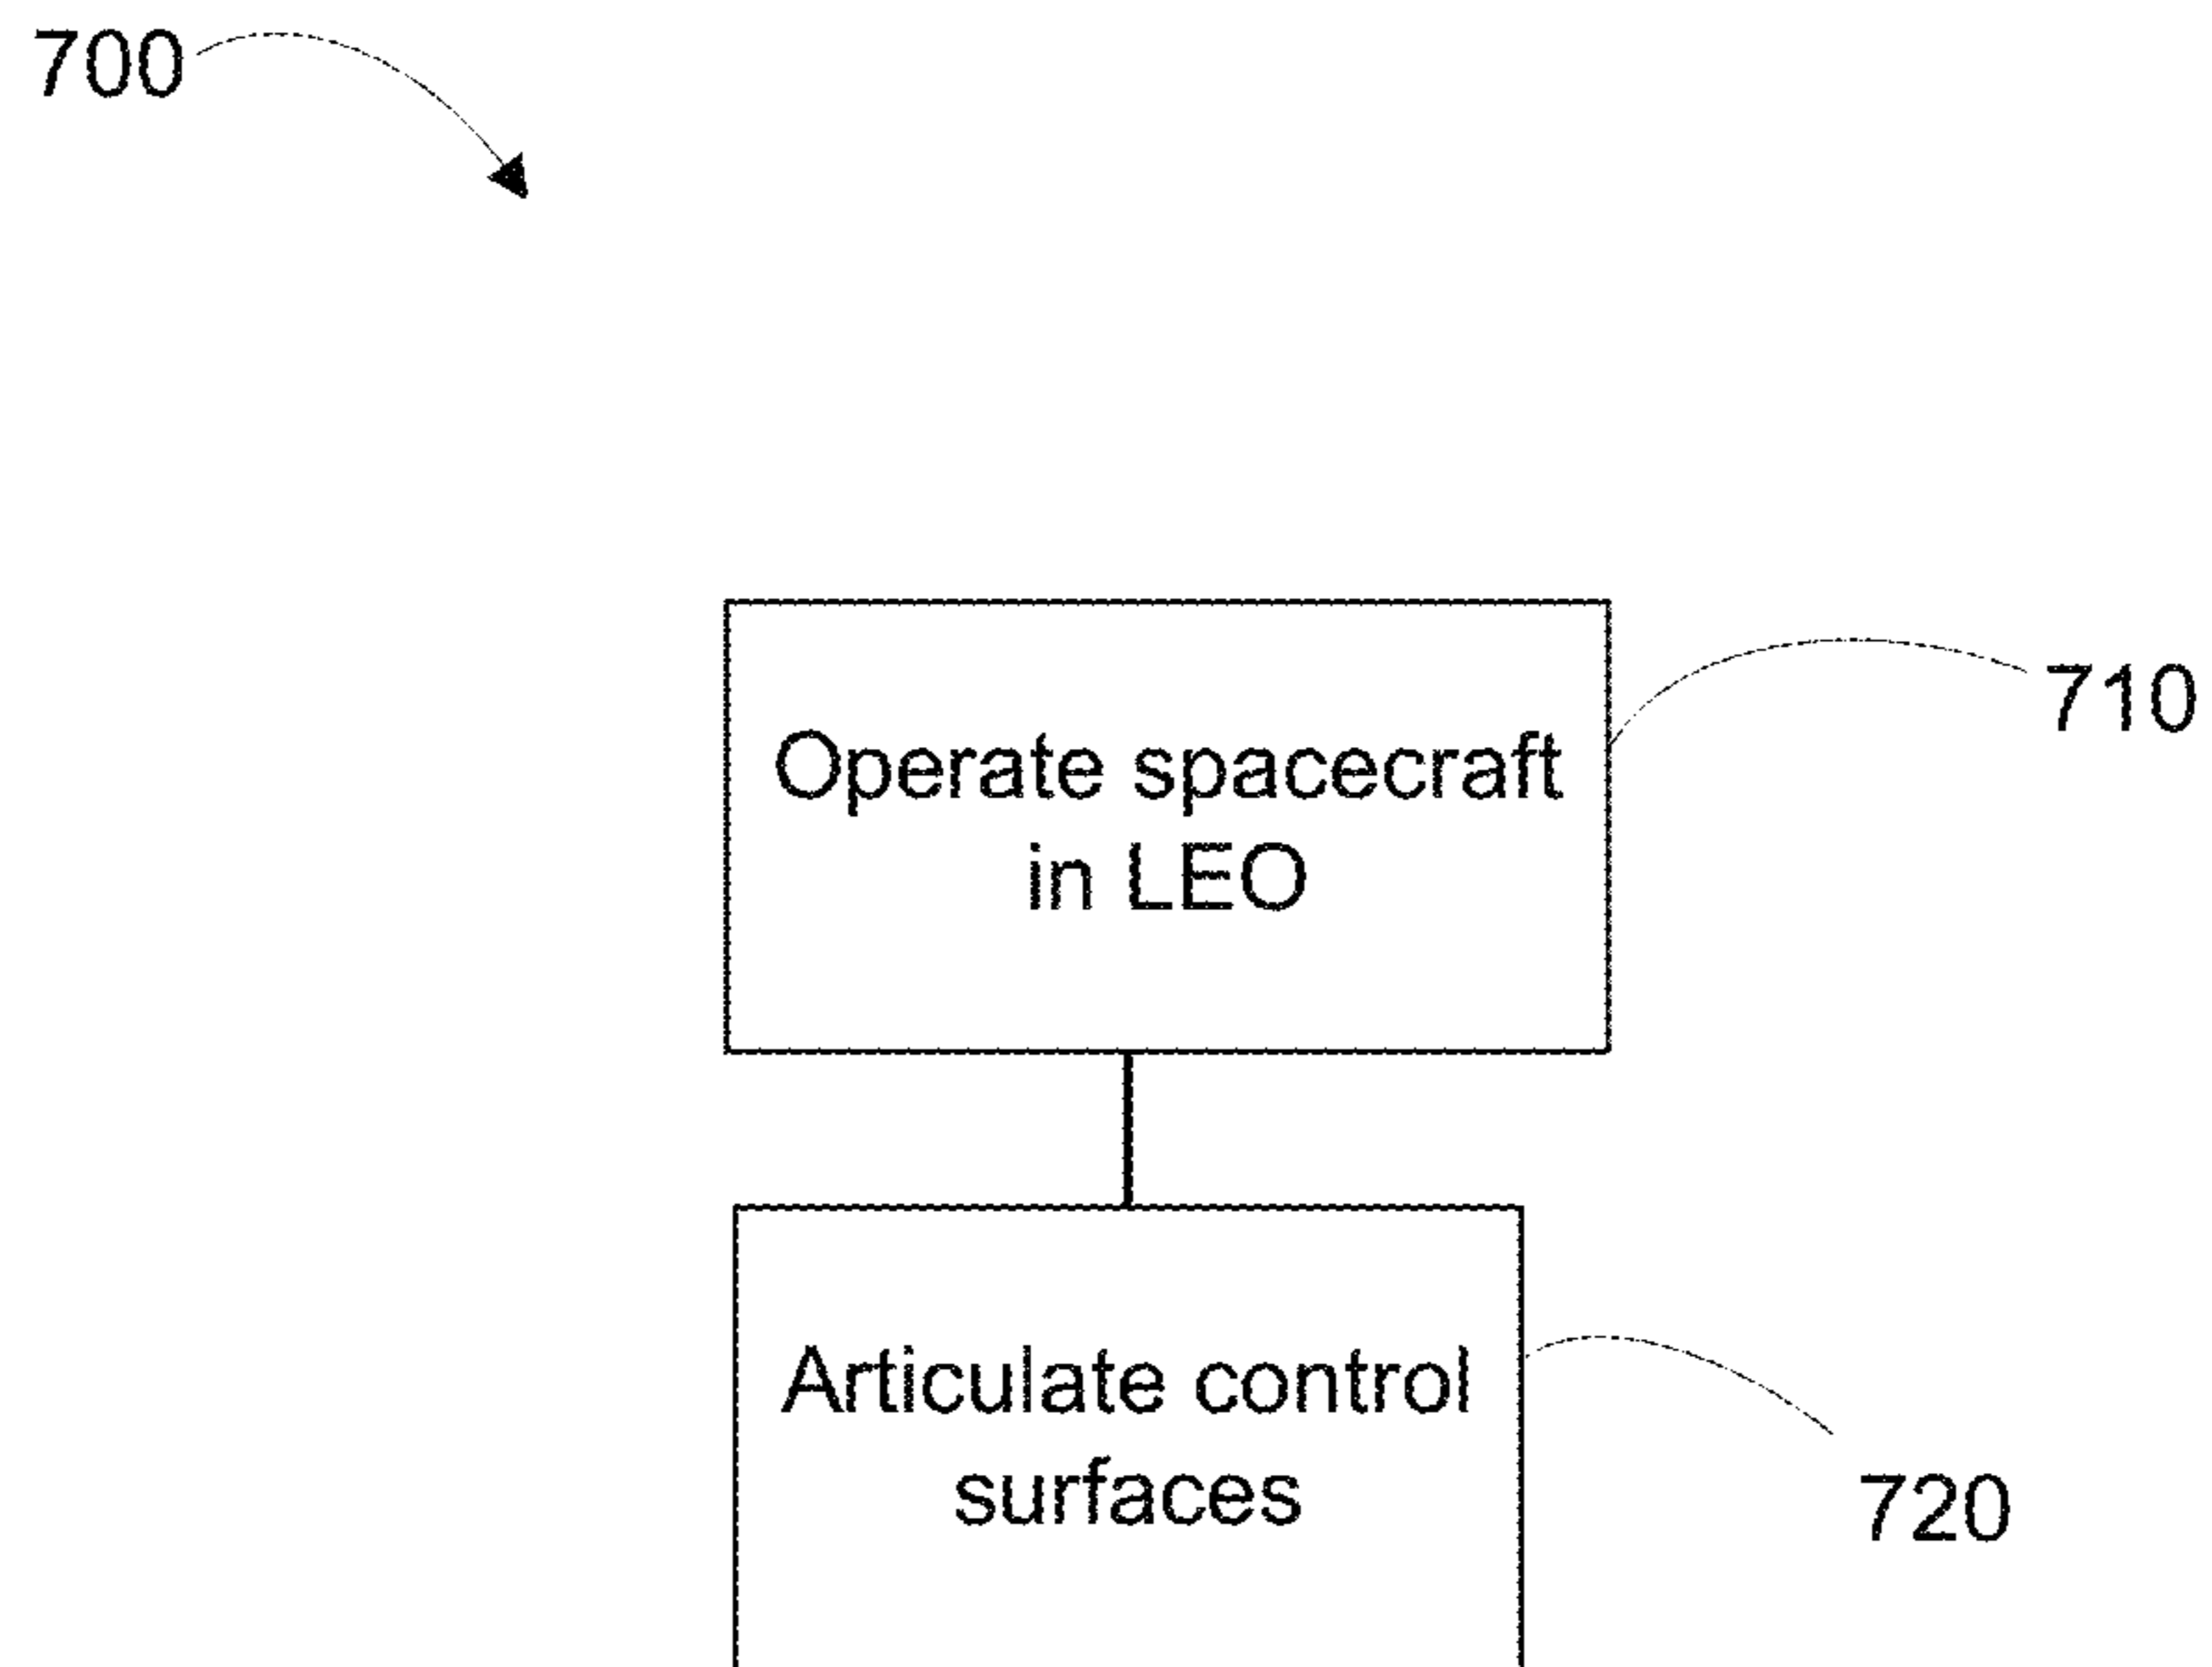 700
710
Operate spacecraft
in LEO
Articulate control
surfaces
720